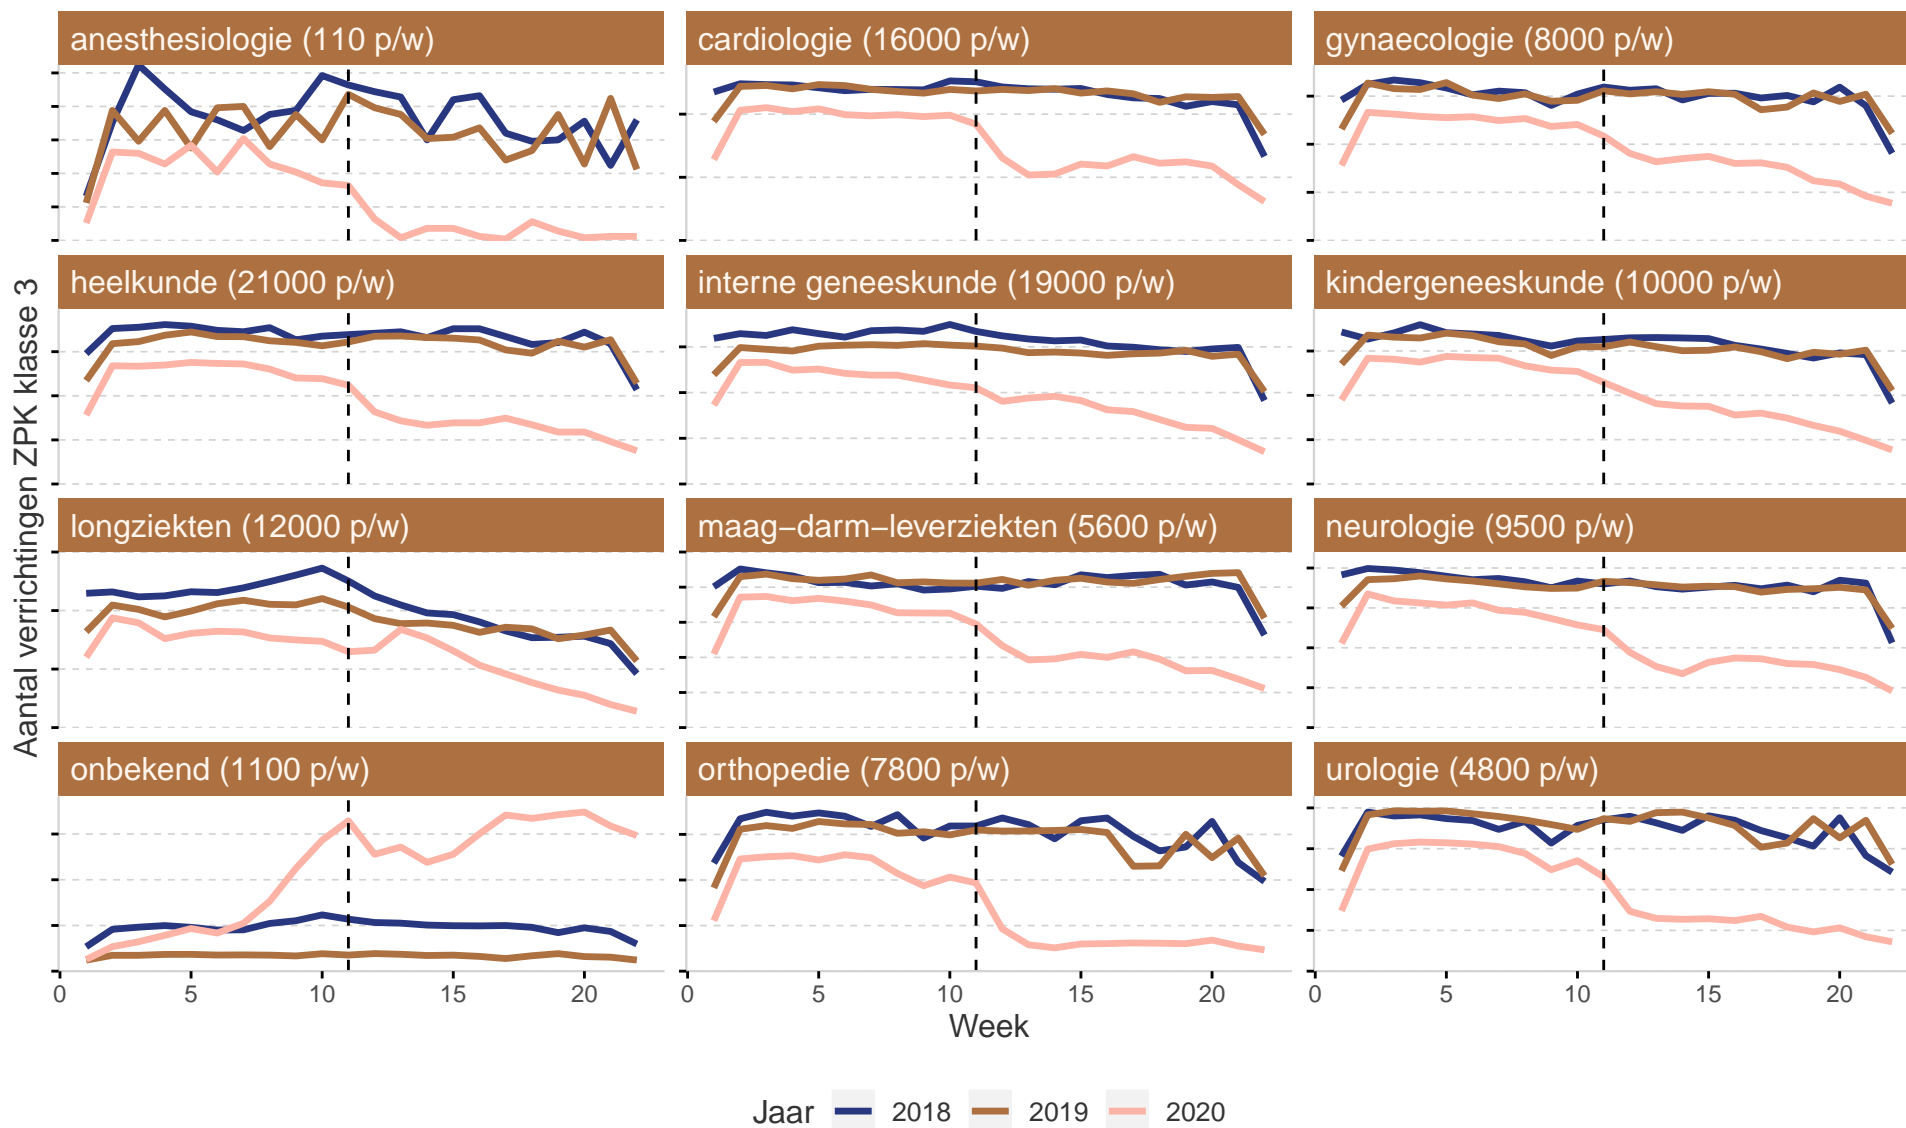 anesthesiologie (110 p/w)
cardiologie (16000 p/w)
gynaecologie (8000 p/w)
heelkunde (21000 p/w)
interne geneeskunde (19000 p/w)
kindergeneeskunde (10000 p/w)
longziekten (12000 p/w)
maag−darm−leverziekten (5600 p/w)
neurologie (9500 p/w)
onbekend (1100 p/w)
orthopedie (7800 p/w)
urologie (4800 p/w)
Aantal verrichtingen ZPK klasse 3
0 5 10 15 20
0 5 10 15 20
0 5 10 15 20
Week
Jaar 2018 2019 2020